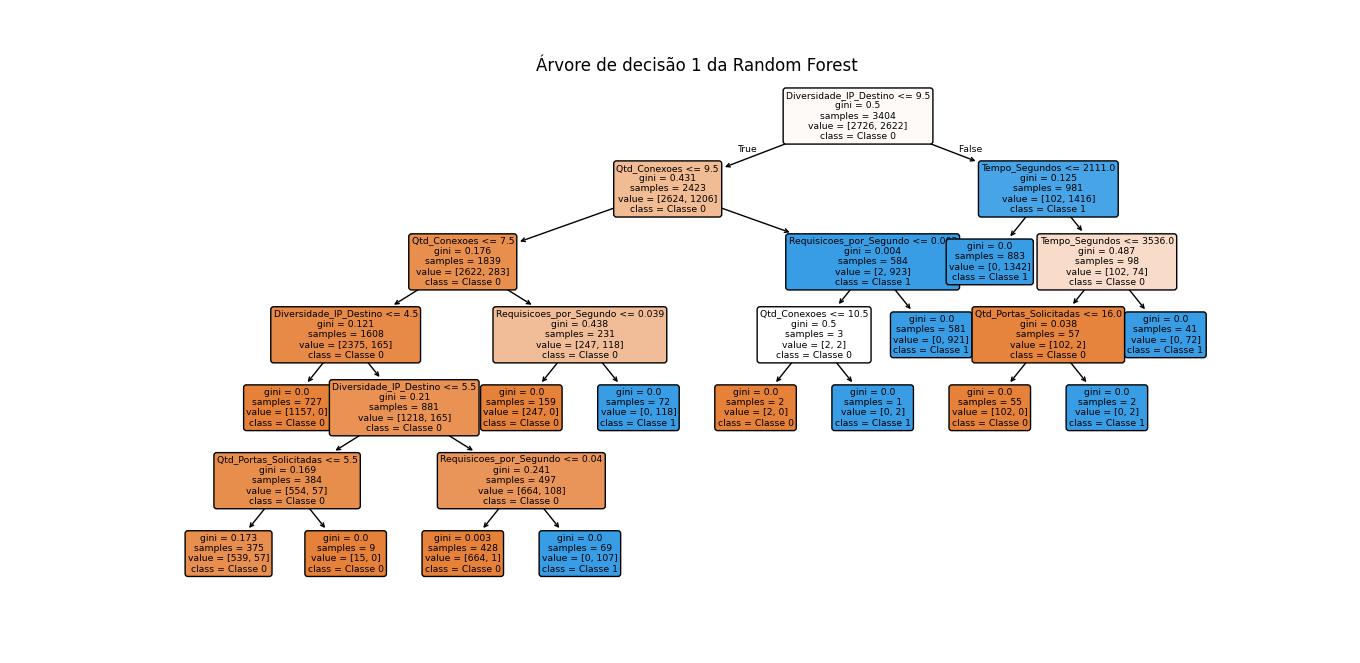 Árvore de decisão 1 da Random Forest
Diversidade_IP_Destino <= 9.5
gini = 0.5
samples = 3404
value = [2726, 2622]
class = Classe 0
True
False
Qtd_Conexoes <= 9.5
gini = 0.431
samples = 2423
value = [2624, 1206]
class = Classe 0
Tempo_Segundos <= 2111.0
gini = 0.125
samples = 981
value = [102, 1416]
class = Classe 1
Qtd_Conexoes <= 7.5
gini = 0.176
samples = 1839
value = [2622, 283]
class = Classe 0
Requisicoes_por_Segundo <=
gini = 0.004
samples = 584
value = [2, 923]
class = Classe 1
gini = 0.0
samples = 883
value = [0, 1342]
class = Classe 1
Tempo_Segundos <= 3536.0
gini = 0.487
samples = 98
value = [102, 74]
class = Classe 0
Diversidade_IP_Destino <= 4.5
gini = 0.121
samples = 1608
value = [2375, 165]
class = Classe 0
Requisicoes_por_Segundo <= 0.039
gini = 0.438
samples = 231
value = [247, 118]
class = Classe 0
Qtd_Conexoes <= 10.5
gini = 0.5
samples = 3
value = [2, 2]
class = Classe 0
gini = 0.0
samples = 581
value = [0, 921]
class = Classe 1
Qtd_Portas_Solicitadas <= 16.0
gini = 0.038
samples = 57
value = [102, 2]
class = Classe 0
gini = 0.0
samples = 41
value = [0, 72]
class = Classe 1
gini = 0.0
samples = 727
value = [1157, 0]
class = Classe 0
Diversidade_IP_Destino <= 5.5
gini = 0.21
samples = 881
value = [1218, 165]
class = Classe 0
gini = 0.0
samples = 159
value = [247, 0]
class = Classe 0
gini = 0.0
samples = 72
value = [0, 118]
class = Classe 1
gini = 0.0
samples = 2
value = [2, 0]
class = Classe 0
gini = 0.0
samples = 1
value = [0, 2]
class = Classe 1
gini = 0.0
samples = 55
value = [102, 0]
class = Classe 0
gini = 0.0
samples = 2
value = [0, 2]
class = Classe 1
Qtd_Portas_Solicitadas <= 5.5
gini = 0.169
samples = 384
value = [554, 57]
class = Classe 0
Requisicoes_por_Segundo <= 0.04
gini = 0.241
samples = 497
value = [664, 108]
class = Classe 0
gini = 0.173
samples = 375
value = [539, 57]
class = Classe 0
gini = 0.0
samples = 9
value = [15, 0]
class = Classe 0
gini = 0.003
samples = 428
value = [664, 1]
class = Classe 0
gini = 0.0
samples = 69
value = [0, 107]
class = Classe 1